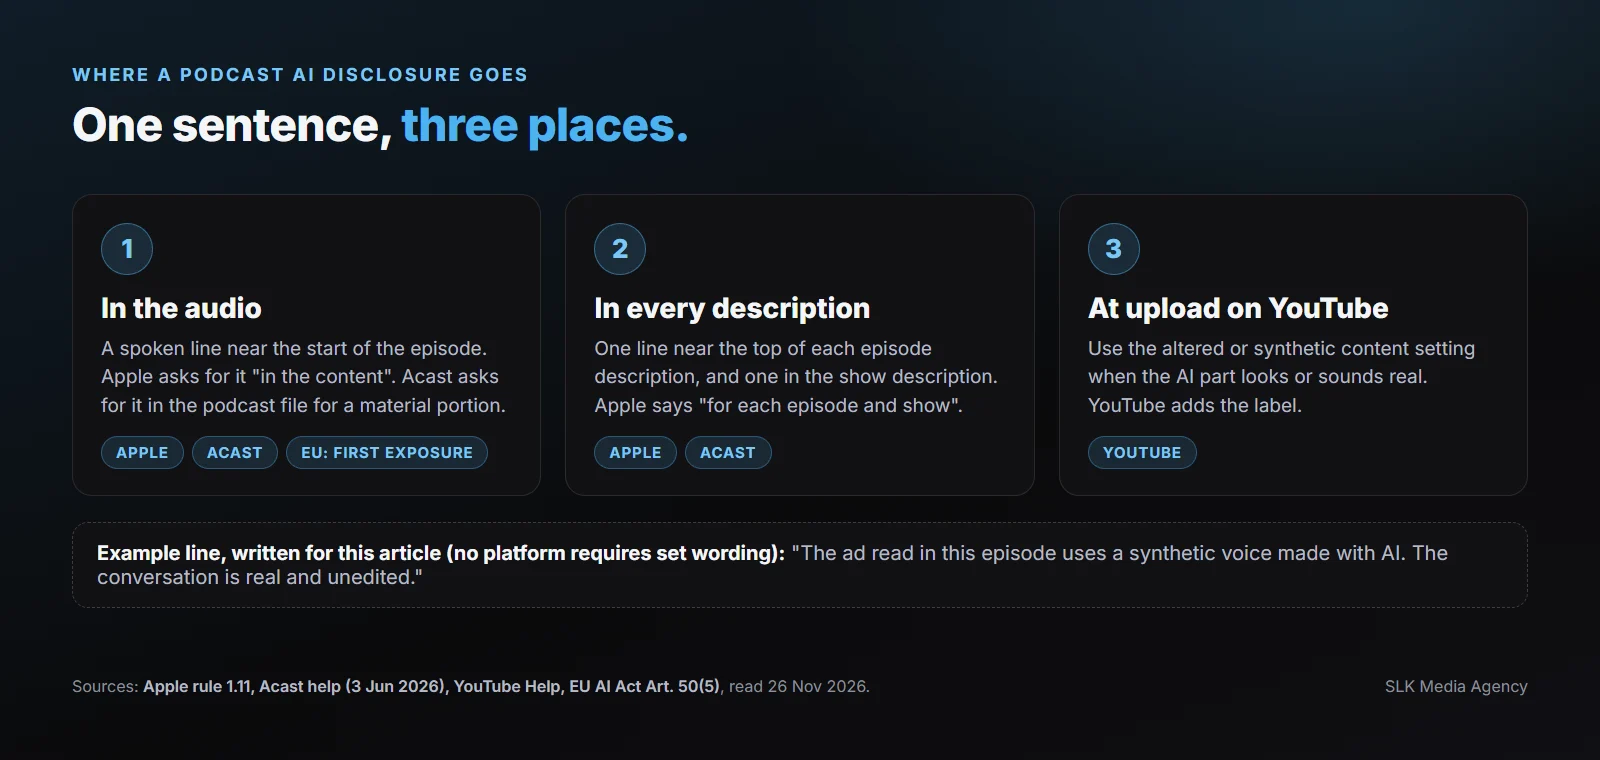 WHERE A PODCAST AI DISCLOSURE GOES
One sentence, three places.
1
In the audio
A spoken line near the start of the episode.
Apple asks for it "in the content". Acast asks
for it in the podcast file for a material portion.
APPLE ACAST EU: FIRST EXPOSURE
2
In every description
One line near the top of each episode
description, and one in the show description.
Apple says "for each episode and show".
APPLE ACAST
3
At upload on YouTube
Use the altered or synthetic content setting
when the AI part looks or sounds real.
YouTube adds the label.
YOUTUBE
Example line, written for this article (no platform requires set wording): "The ad read in this episode uses a synthetic voice made with AI. The
conversation is real and unedited."
Sources: Apple rule 1.11, Acast help (3 Jun 2026), YouTube Help, EU AI Act Art. 50(5), read 26 Nov 2026.
SLK Media Agency